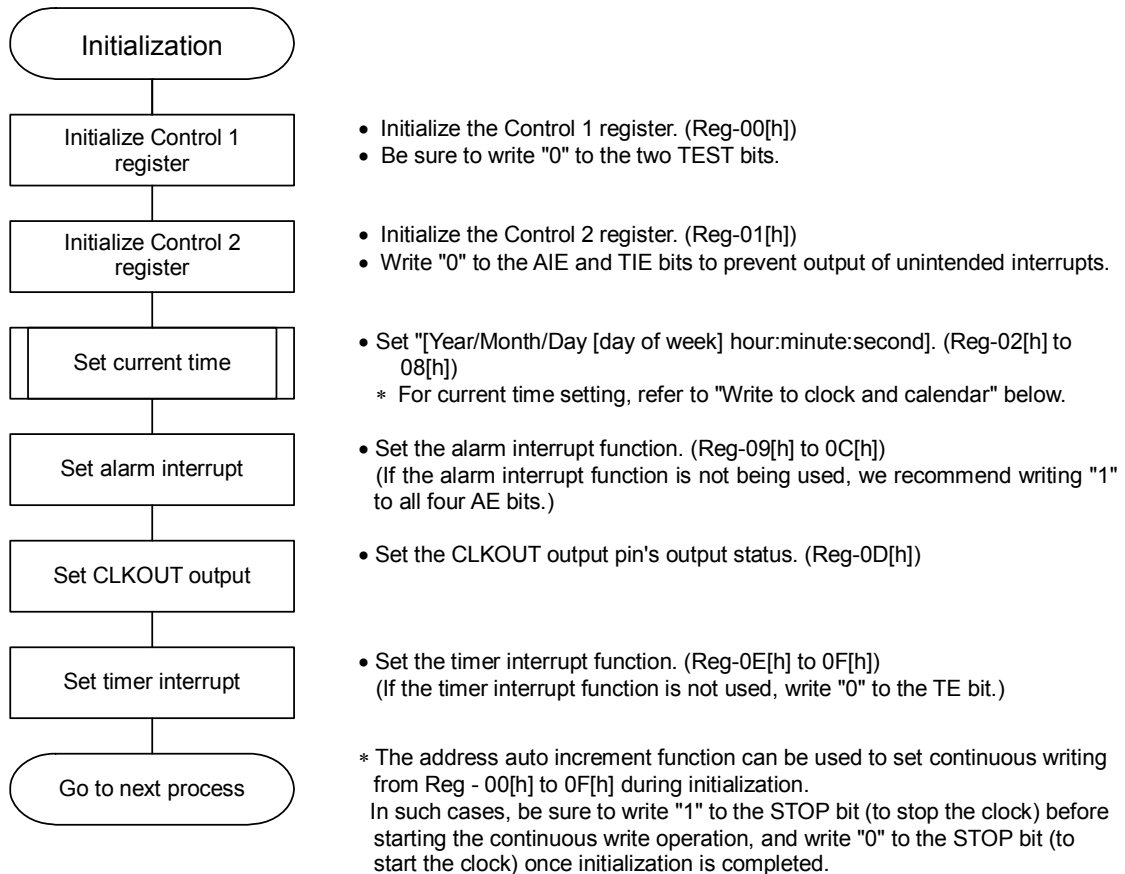 Initialization
Initialize Control 1
register
• Initialize the Control 1 register. (Reg-00[h])
• Be sure to write "0" to the two TEST bits.
Initialize Control 2
register
• Initialize the Control 2 register. (Reg-01[h])
• Write "0" to the AIE and TIE bits to prevent output of unintended interrupts.
Set current time
• Set "[Year/Month/Day [day of week] hour:minute:second]. (Reg-02[h] to
08[h])
* For current time setting, refer to "Write to clock and calendar" below.
Set alarm interrupt
• Set the alarm interrupt function. (Reg-09[h] to 0C[h])
(If the alarm interrupt function is not being used, we recommend writing "1"
to all four AE bits.)
Set CLKOUT output
• Set the CLKOUT output pin's output status. (Reg-0D[h])
Set timer interrupt
• Set the timer interrupt function. (Reg-0E[h] to 0F[h])
(If the timer interrupt function is not used, write "0" to the TE bit.)
Go to next process
* The address auto increment function can be used to set continuous writing
from Reg - 00[h] to 0F[h] during initialization.
In such cases, be sure to write "1" to the STOP bit (to stop the clock) before
starting the continuous write operation, and write "0" to the STOP bit (to
start the clock) once initialization is completed.